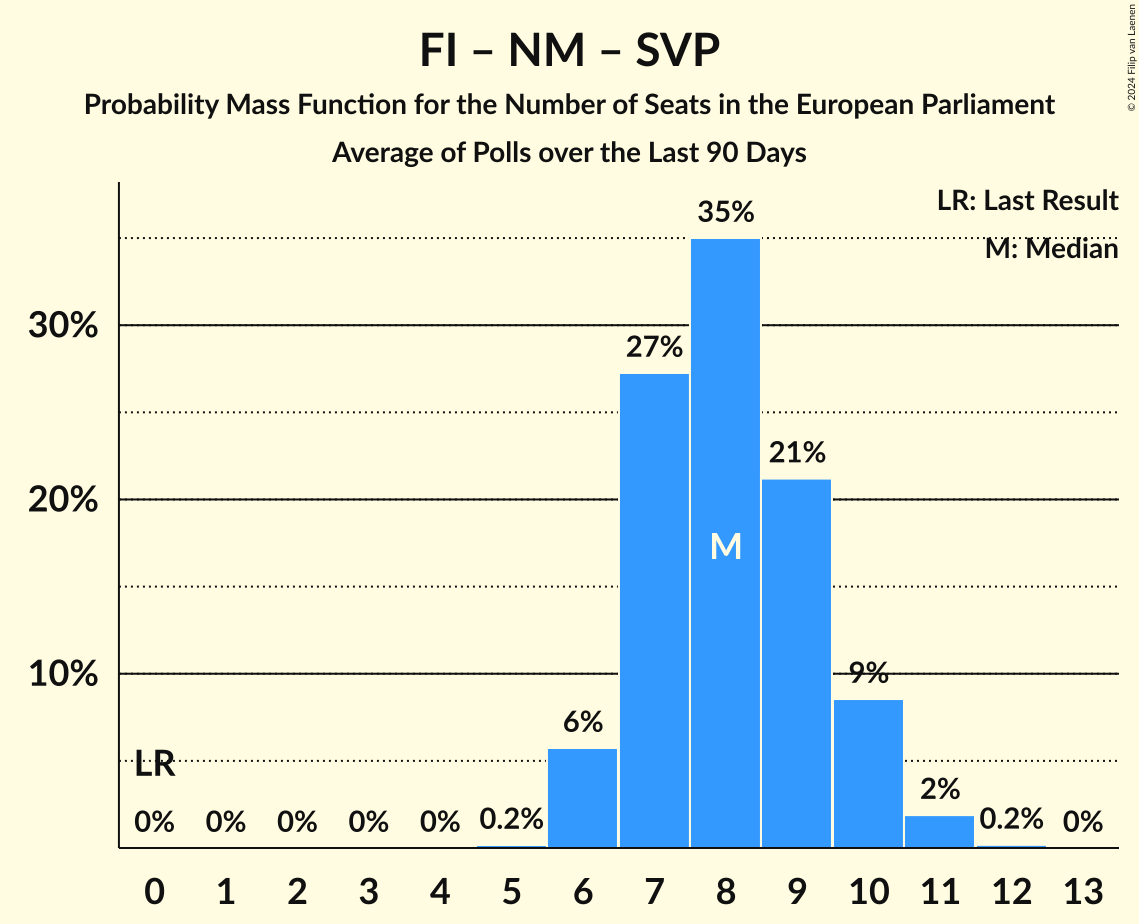 FI – NM – SVP
Probability Mass Function for the Number of Seats in the European Parliament
Average of Polls over the Last 90 Days
© 2024 Filip van Laenen
LR: Last Result
M: Median
35%
30%
27%
21%
20%
M
10%
9%
6%
LR
2%
0% 0% 0% 0% 0% 0.2% 0.2% 0%
0 1 2 3 4 5 6 7 8 9 10 11 12 13